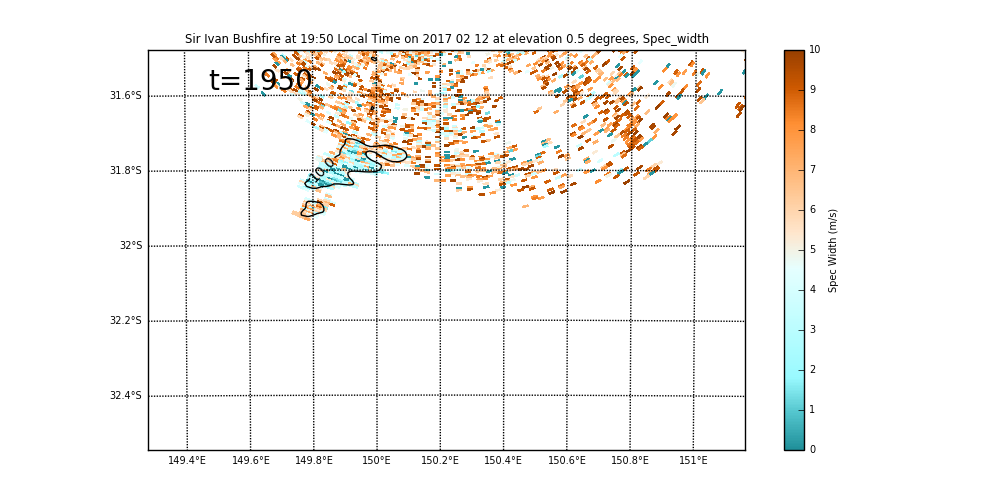 Sir Ivan Bushfire at 19:50 Local Time on 2017 02 12 at elevation 0.5 degrees, Spec_width
t=1950
31.6°S
31.8°S
32°S
32.2°S
32.4°S
149.4°E 149.6°E 149.8°E 150°E 150.2°E 150.4°E 150.6°E 150.8°E 151°E
10
9
8
7
6
5
4
3
2
1
0
Spec Width (m/s)